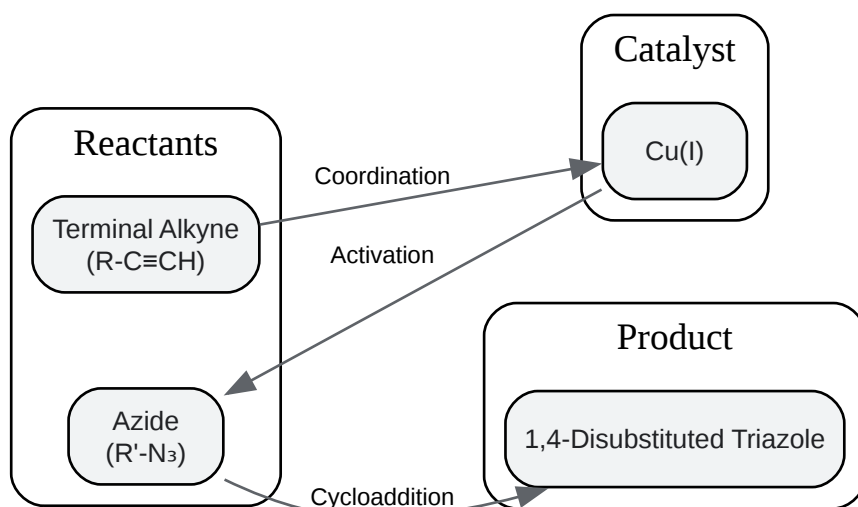 Catalyst
Cu(I)
Reactants
Terminal Alkyne
(R-C≡CH)
Coordination
Activation
Azide
(R'-N₃)
Cycloaddition
Product
1,4-Disubstituted Triazole